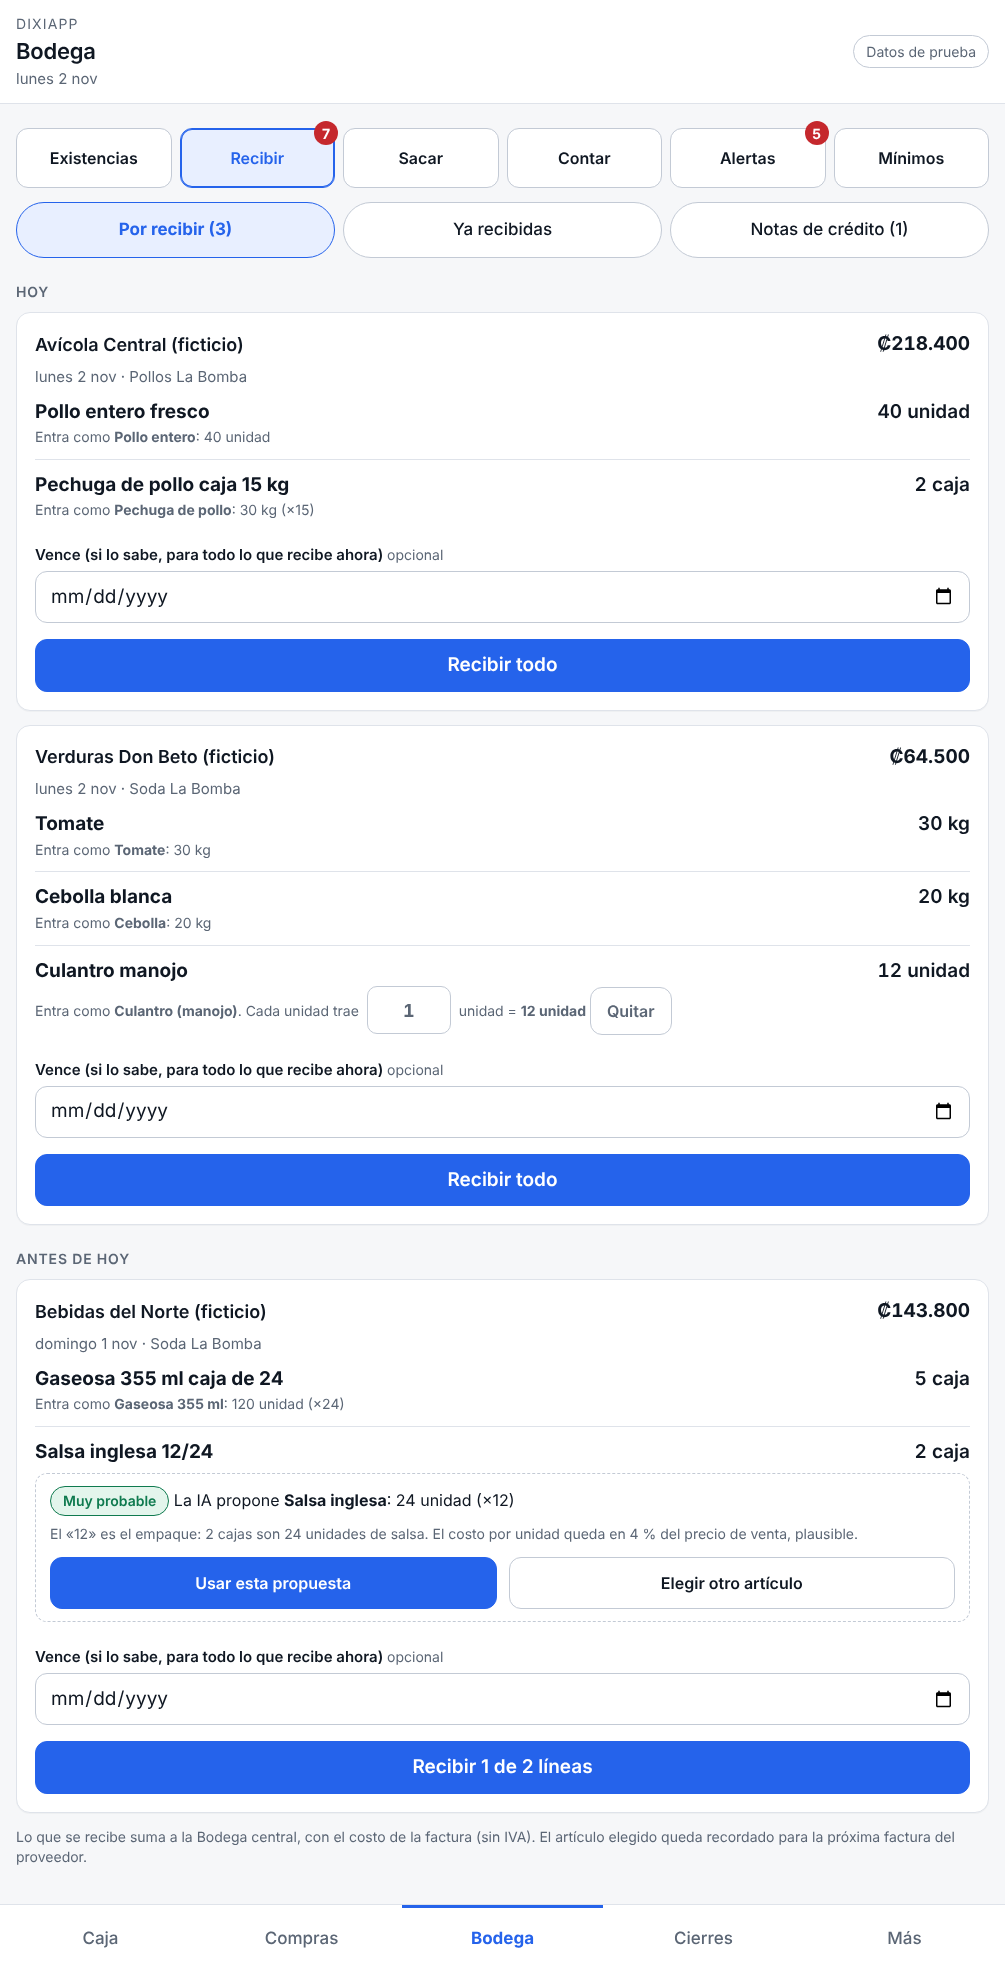 DIXIAPP
Bodega
lunes 2 nov
Datos de prueba
Existencias
Recibir
7
Sacar
Contar
Alertas
5
Mínimos
Por recibir (3)
Ya recibidas
Notas de crédito (1)
HOY
Avícola Central (ficticio)
₡218.400
lunes 2 nov · Pollos La Bomba
Pollo entero fresco
40 unidad
Entra como Pollo entero: 40 unidad
Pechuga de pollo caja 15 kg
2 caja
Entra como Pechuga de pollo: 30 kg (×15)
Vence (si lo sabe, para todo lo que recibe ahora) opcional
mm/dd/yyyy
Recibir todo
Verduras Don Beto (ficticio)
₡64.500
lunes 2 nov · Soda La Bomba
Tomate
30 kg
Entra como Tomate: 30 kg
Cebolla blanca
20 kg
Entra como Cebolla: 20 kg
Culantro manojo
12 unidad
Entra como Culantro (manojo). Cada unidad trae 1 unidad = 12 unidad Quitar
Vence (si lo sabe, para todo lo que recibe ahora) opcional
mm/dd/yyyy
Recibir todo
ANTES DE HOY
Bebidas del Norte (ficticio)
₡143.800
domingo 1 nov · Soda La Bomba
Gaseosa 355 ml caja de 24
5 caja
Entra como Gaseosa 355 ml: 120 unidad (×24)
Salsa inglesa 12/24
2 caja
Muy probable La IA propone Salsa inglesa: 24 unidad (×12)
El «12» es el empaque: 2 cajas son 24 unidades de salsa. El costo por unidad queda en 4 % del precio de venta, plausible.
Usar esta propuesta
Elegir otro artículo
Vence (si lo sabe, para todo lo que recibe ahora) opcional
mm/dd/yyyy
Recibir 1 de 2 líneas
Lo que se recibe suma a la Bodega central, con el costo de la factura (sin IVA). El artículo elegido queda recordado para la próxima factura del
proveedor.
Caja
Compras
Bodega
Cierres
Más